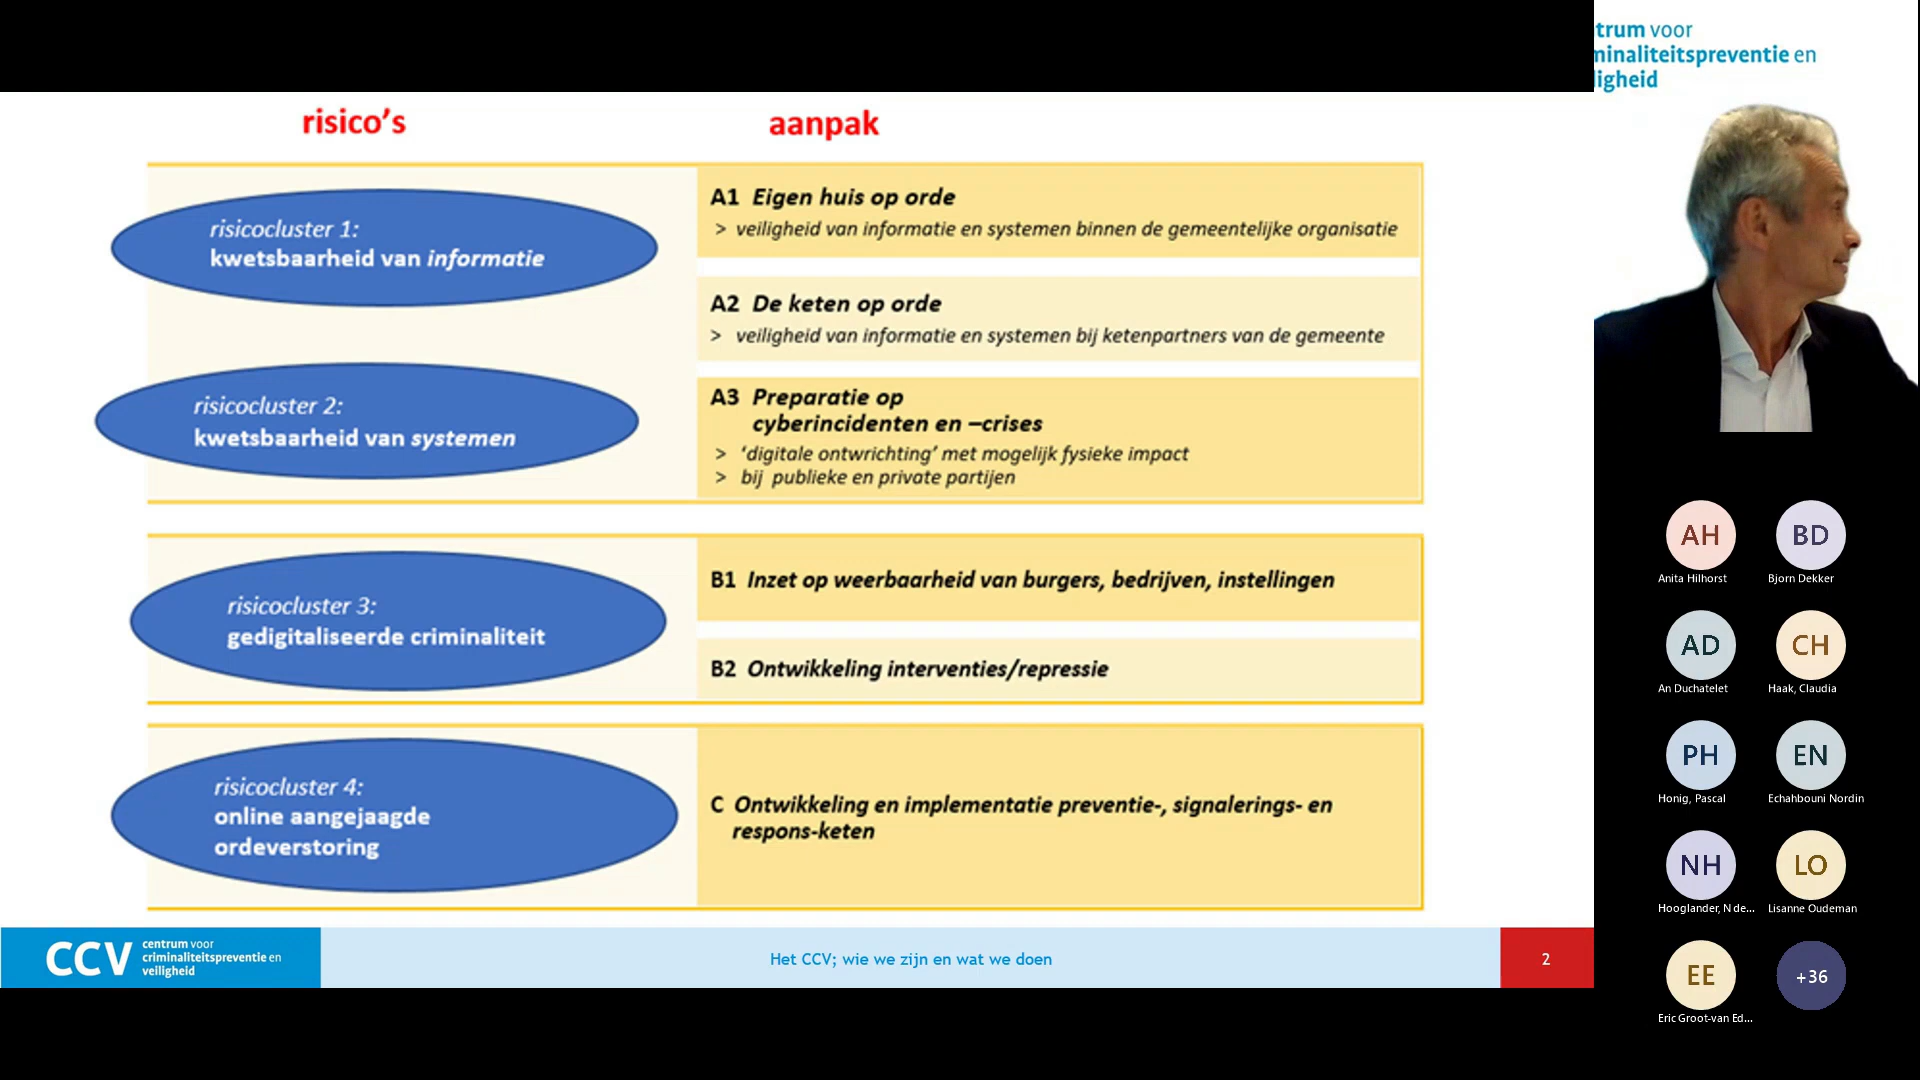 risico's
aanpak
risicocluster 1:
kwetsbaarheid van informatie
A1 Eigen huis op orde
> veiligheid van informatie en systemen binnen de gemeentelijke organisatie
A2 De keten op orde
> veiligheid van informatie en systemen bij ketenpartners van de gemeente
risicocluster 2:
kwetsbaarheid van systemen
A3 Preparatie op
cyberincidenten en –crises
> ‘digitale ontwrichting’ met mogelijk fysieke impact
> bij publieke en private partijen
risicocluster 3:
gedigitaliseerde criminaliteit
B1 Inzet op weerbaarheid van burgers, bedrijven, instellingen
B2 Ontwikkeling interventies/repressie
risicocluster 4:
online aangejaagde
ordeverstoring
C Ontwikkeling en implementatie preventie-, signalerings- en
respons-keten
CCV
centrum voor
criminaliteitspreventie en
veiligheid
Het CCV; wie we zijn en wat we doen
2
trum voor
minaliteitspreventie en
ligheid
AH
Anita Hilhorst
BD
Bjorn Dekker
AD
An Duchatelet
CH
Haak, Claudia
PH
Honig, Pascal
EN
Echahbouni Nordin
NH
Hooglander, N de...
LO
Lisanne Oudeman
EE
Eric Groot-van Ed...
+36